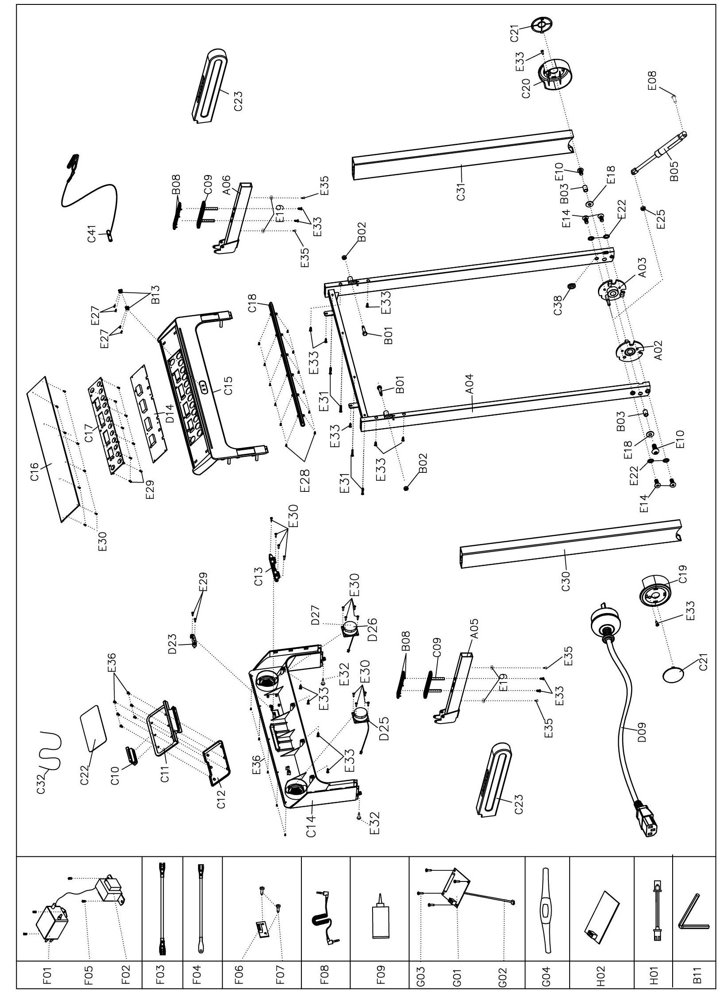 C21
E33
C20
E08
C23
C31
E10
E18
B05
B03
E14
E22
E25
B08
C09
A06
E35
E19
E33
E35
C41
B02
B13
E27
E27
C18
E33
C38
A03
B01
E33
A02
C15
C17
D14
C16
E29
E28
E31
E33
B01
A04
B03
E18
E10
E31
E33
B02
E22
E14
E30
E30
C13
E29
D23
D27
E30
D26
C30
C19
E33
C21
E36
E32
E30
E33
D25
B08
C09
A05
E19
E35
E33
E35
D09
C32
C22
C10
C11
C12
E36
E33
C14
E32
C23
F01
F05
F02
F03
F04
F06
F07
F08
F09
G03
G01
G02
G04
H02
H01
B11